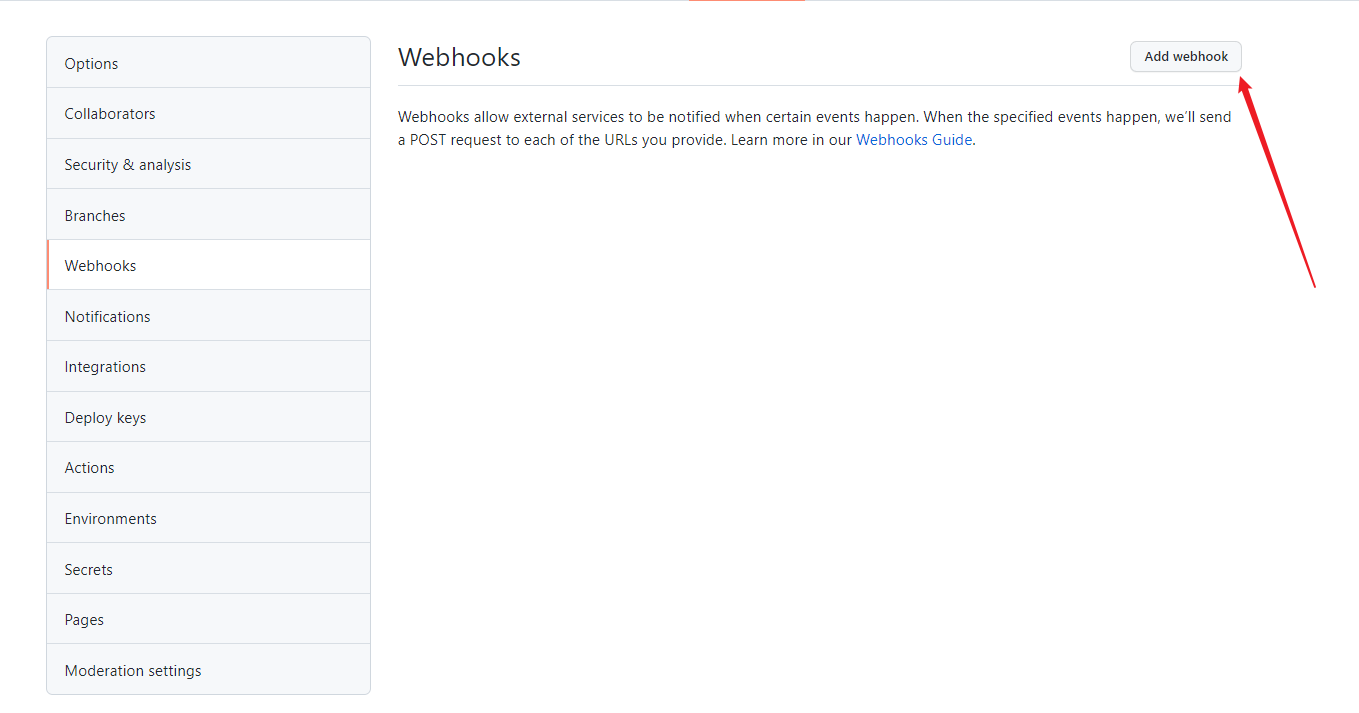 Options
Collaborators
Security & analysis
Branches
Webhooks
Notifications
Integrations
Deploy keys
Actions
Environments
Secrets
Pages
Moderation settings
Webhooks
Add webhook
Webhooks allow external services to be notified when certain events happen. When the specified events happen, we’ll send
a POST request to each of the URLs you provide. Learn more in our Webhooks Guide.